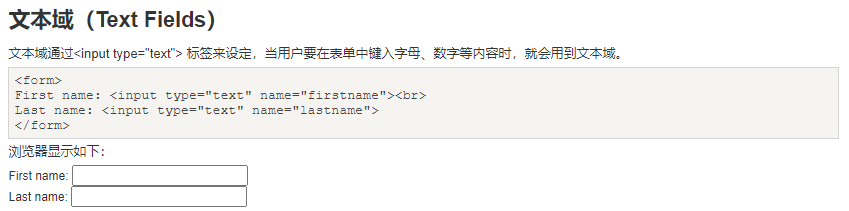 文本域（Text Fields）
文本域通过<input type="text"> 标签来设定，当用户要在表单中键入字母、数字等内容时，就会用到文本域。
<form>
First name: <input type="text" name="firstname"><br>
Last name: <input type="text" name="lastname">
</form>
浏览器显示如下：
First name:
Last name: